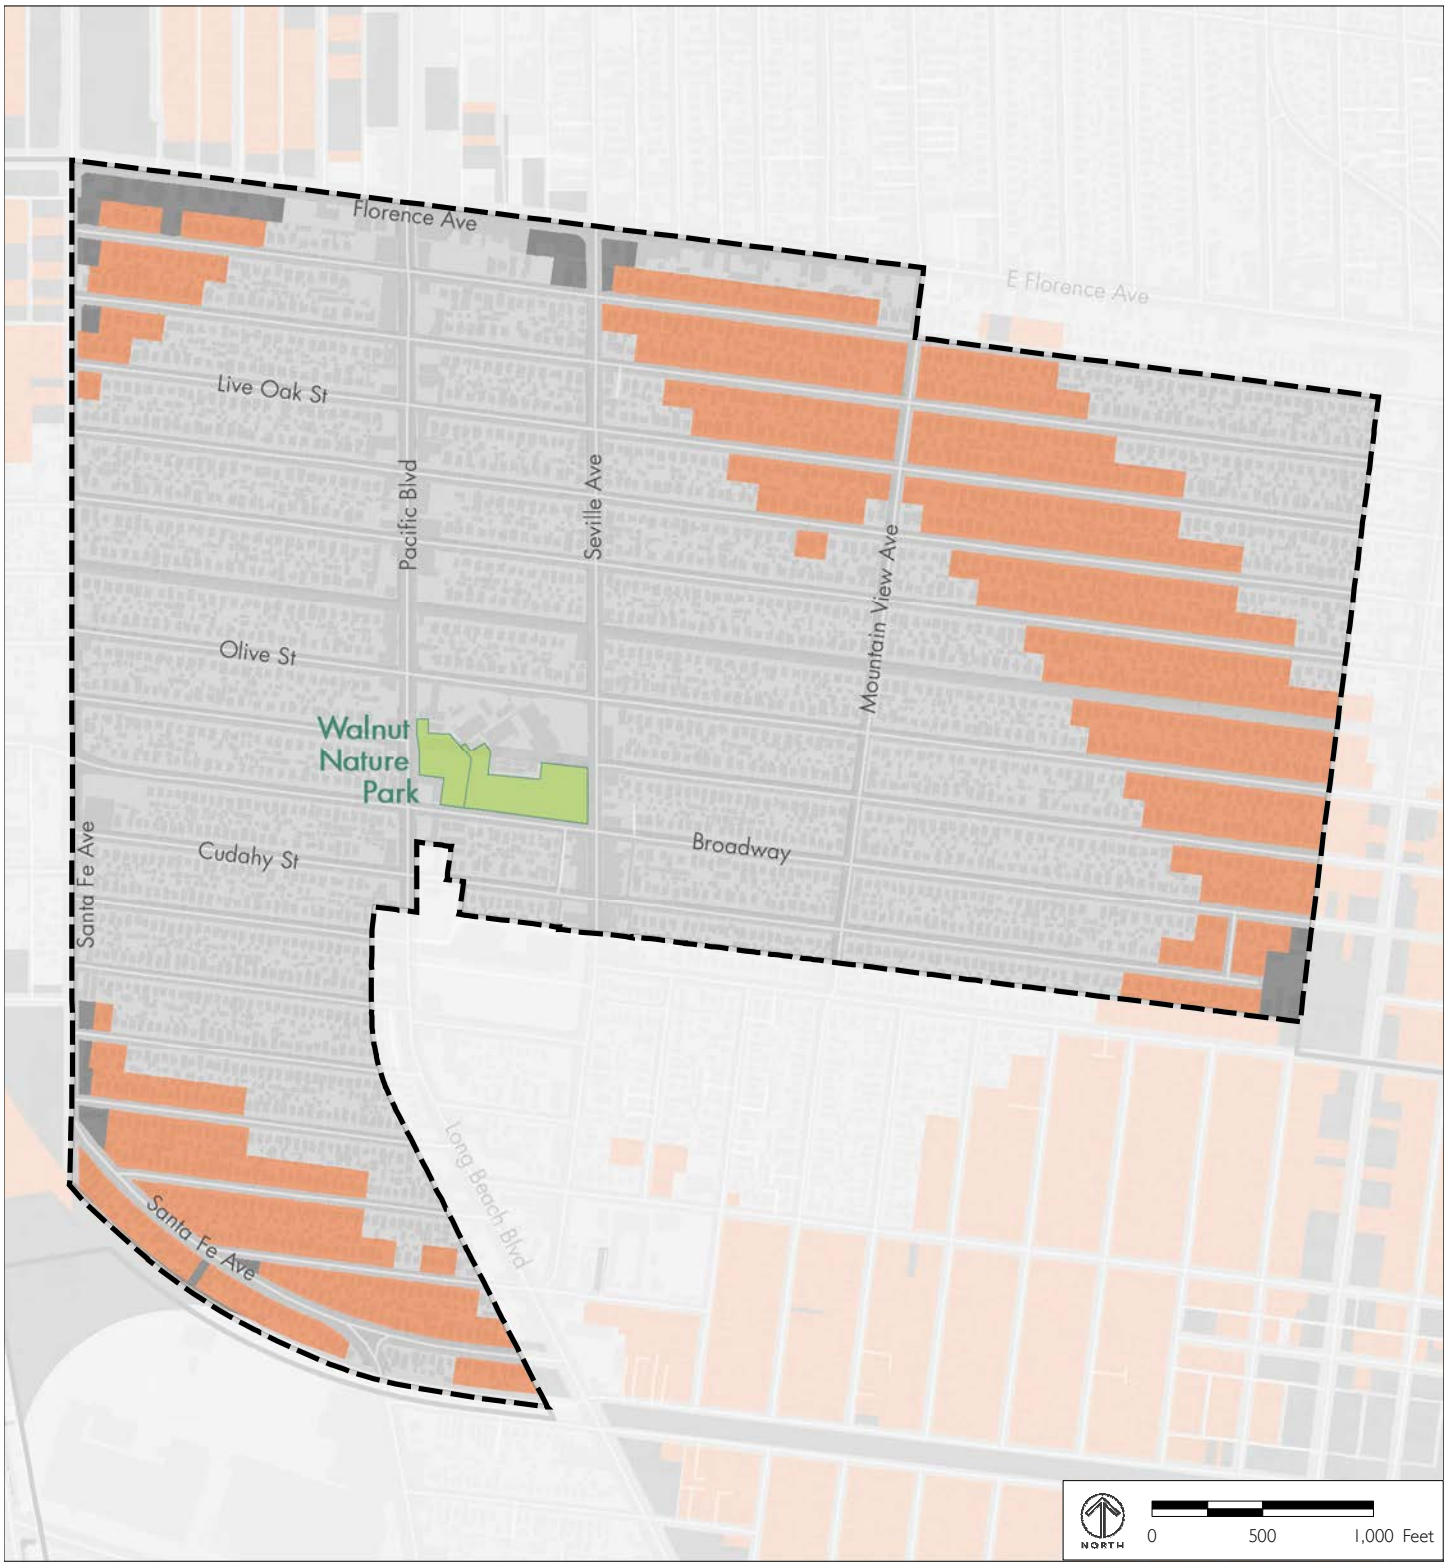 Florence Ave
E Florence Ave
Live Oak St
Pacific Blvd
Seville Ave
Mountain View Ave
Olive St
Walnut
Nature
Park
Broadway
Cudahy St
Santa Fe Ave
Long Beach Blvd
Santa Fe Ave
NORTH
0 500 1,000 Feet